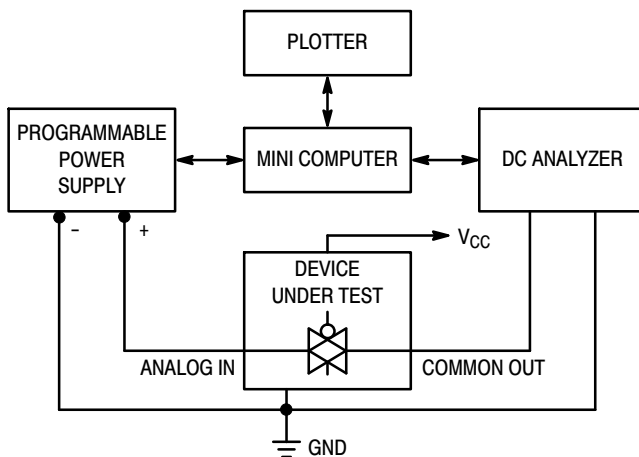 PLOTTER
PROGRAMMABLE
POWER
SUPPLY
MINI COMPUTER
DC ANALYZER
– +
VCC
DEVICE
UNDER TEST
ANALOG IN
COMMON OUT
GND